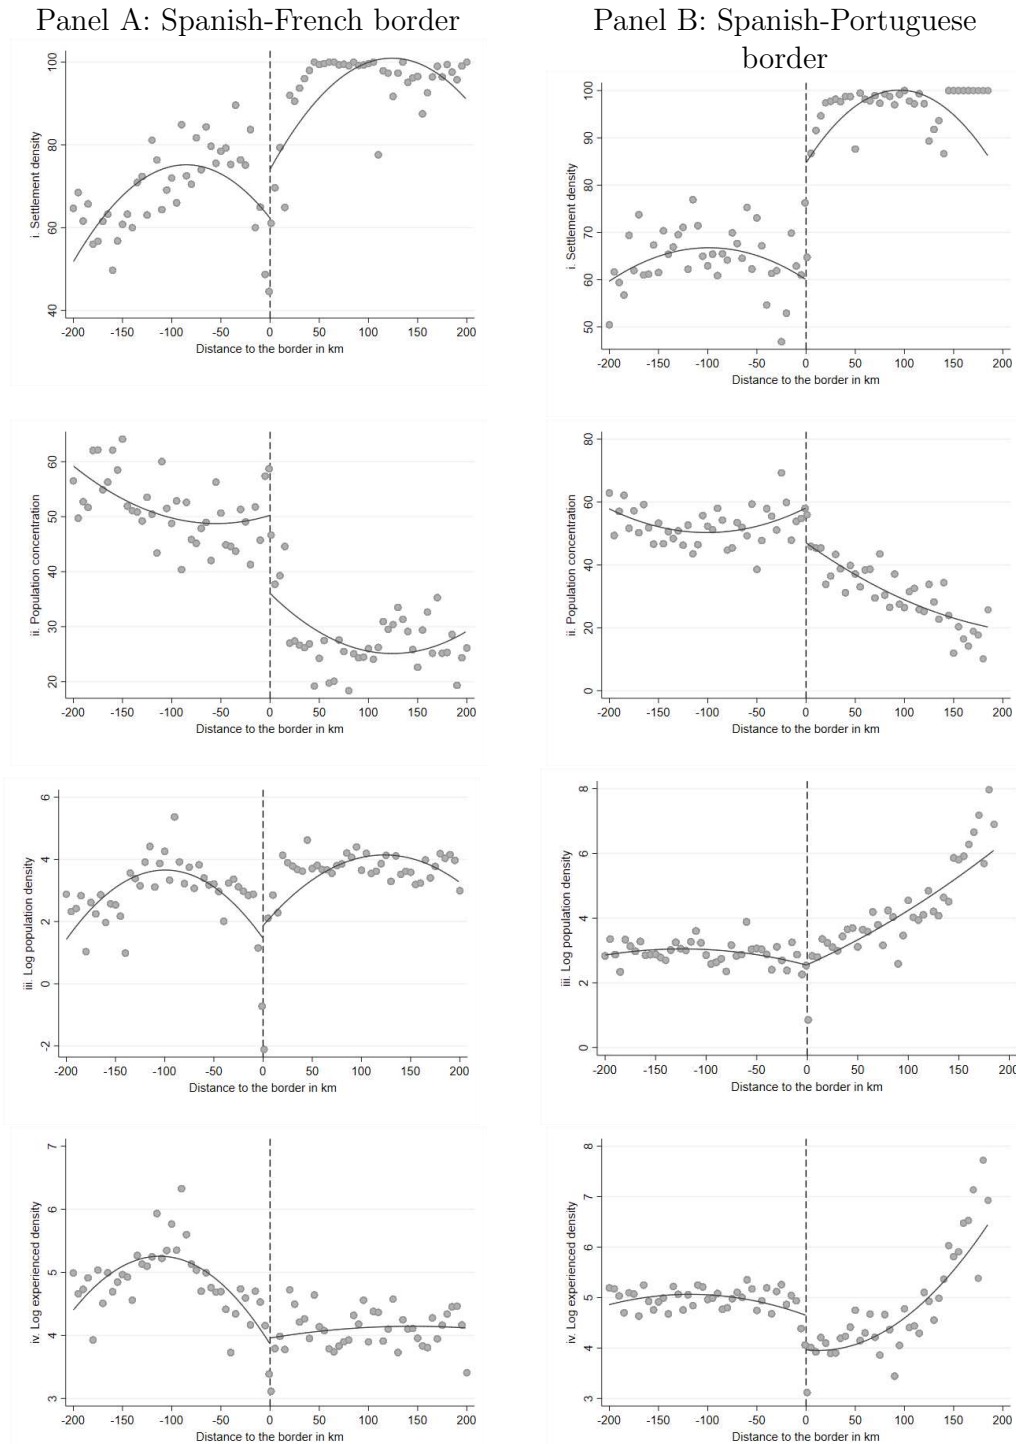 Panel A: Spanish-French border
Panel B: Spanish-Portuguese
border
i. Settlement density
100
80
60
40
-200 -150 -100 -50 0 50 100 150 200
Distance to the border in km
i. Settlement density
100
90
80
70
60
50
-200 -150 -100 -50 0 50 100 150 200
Distance to the border in km
ii. Population concentration
60
50
40
30
20
-200 -150 -100 -50 0 50 100 150 200
Distance to the border in km
ii. Population concentration
80
60
40
20
0
-200 -150 -100 -50 0 50 100 150 200
Distance to the border in km
iii. Log population density
6
4
2
0
-2
-200 -150 -100 -50 0 50 100 150 200
Distance to the border in km
iii. Log population density
8
6
4
2
0
-200 -150 -100 -50 0 50 100 150 200
Distance to the border in km
iv. Log experienced density
7
6
5
4
3
-200 -150 -100 -50 0 50 100 150 200
Distance to the border in km
iv. Log experienced density
8
7
6
5
4
3
-200 -150 -100 -50 0 50 100 150 200
Distance to the border in km